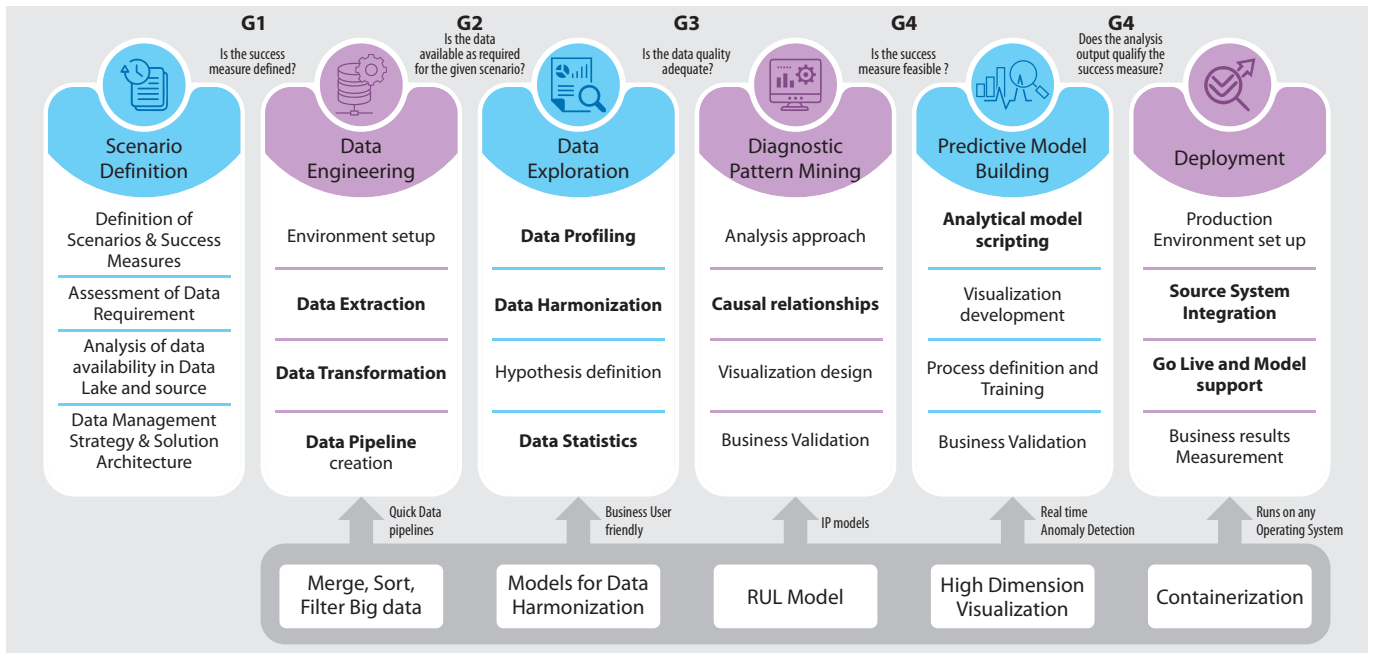 G1
Is the success
measure defined?
G2
Is the data
available as required
for the given scenario?
G3
Is the data quality
adequate?
G4
Is the success
measure feasible ?
G4
Does the analysis
output qualify the
success measure?
Scenario
Definition
Definition of
Scenarios & Success
Measures
Assessment of Data
Requirement
Analysis of data
availability in Data
Lake and source
Data Management
Strategy & Solution
Architecture
Data
Engineering
Environment setup
Data Extraction
Data Transformation
Data Pipeline
creation
Data
Exploration
Data Profiling
Data Harmonization
Hypothesis definition
Data Statistics
Diagnostic
Pattern Mining
Analysis approach
Causal relationships
Visualization design
Business Validation
Predictive Model
Building
Analytical model
scripting
Visualization
development
Process definition and
Training
Business Validation
Deployment
Production
Environment set up
Source System
Integration
Go Live and Model
support
Business results
Measurement
Quick Data
pipelines
Business User
friendly
IP models
Real time
Anomaly Detection
Runs on any
Operating System
Merge, Sort,
Filter Big data
Models for Data
Harmonization
RUL Model
High Dimension
Visualization
Containerization